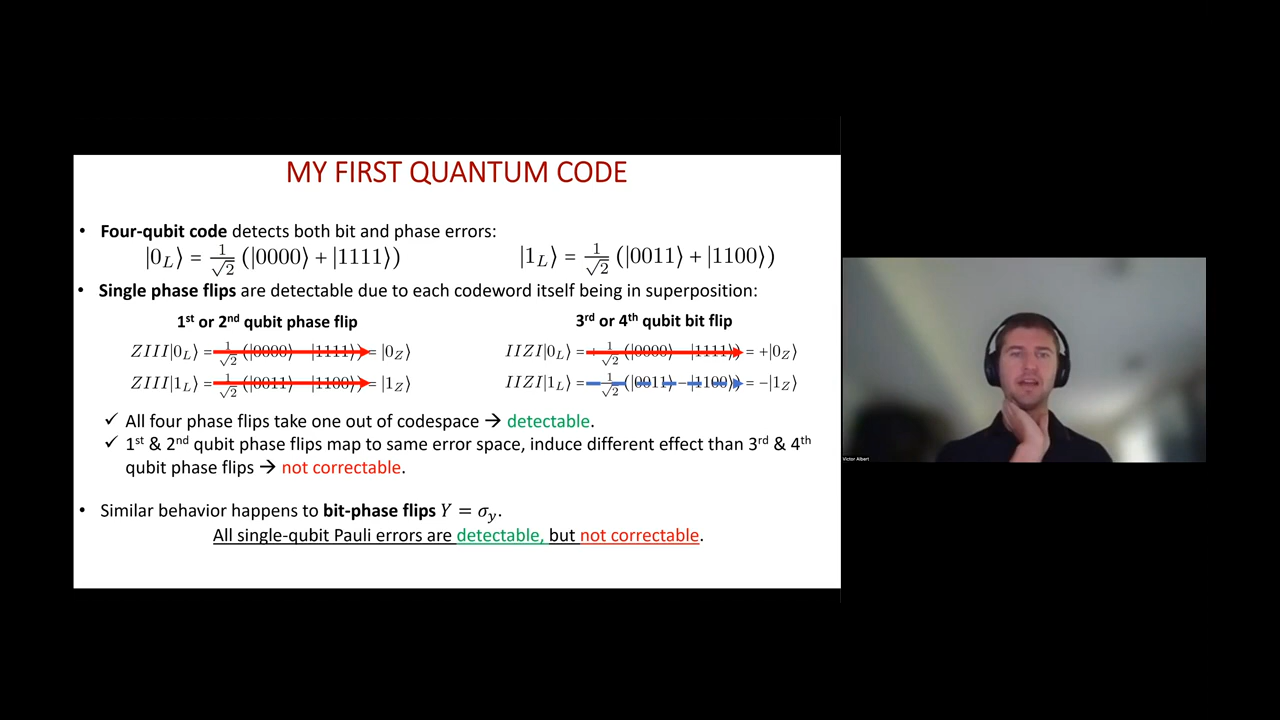 MY FIRST QUANTUM CODE
• Four-qubit code detects both bit and phase errors:
|0_L⟩ = 1/√2 (|0000⟩ + |1111⟩) |1_L⟩ = 1/√2 (|0011⟩ + |1100⟩)
• Single phase flips are detectable due to each codeword itself being in superposition:
1st or 2nd qubit phase flip 3rd or 4th qubit bit flip
ZIII|0_L⟩ = 1/√2 (|0000⟩ |1111⟩) = |0_Z⟩ IIZI|0_L⟩ = 1/√2 (|0000⟩ |1111⟩) = +|0_Z⟩
ZIII|1_L⟩ = 1/√2 (|0011⟩ |1100⟩) = |1_Z⟩ IIZI|1_L⟩ = 1/√2 (|0011⟩ − |1100⟩) = −|1_Z⟩
✓ All four phase flips take one out of codespace → detectable.
✓ 1st & 2nd qubit phase flips map to same error space, induce different effect than 3rd & 4th
qubit phase flips → not correctable.
• Similar behavior happens to bit-phase flips Y = σ_y.
All single-qubit Pauli errors are detectable, but not correctable.
Victor Albert